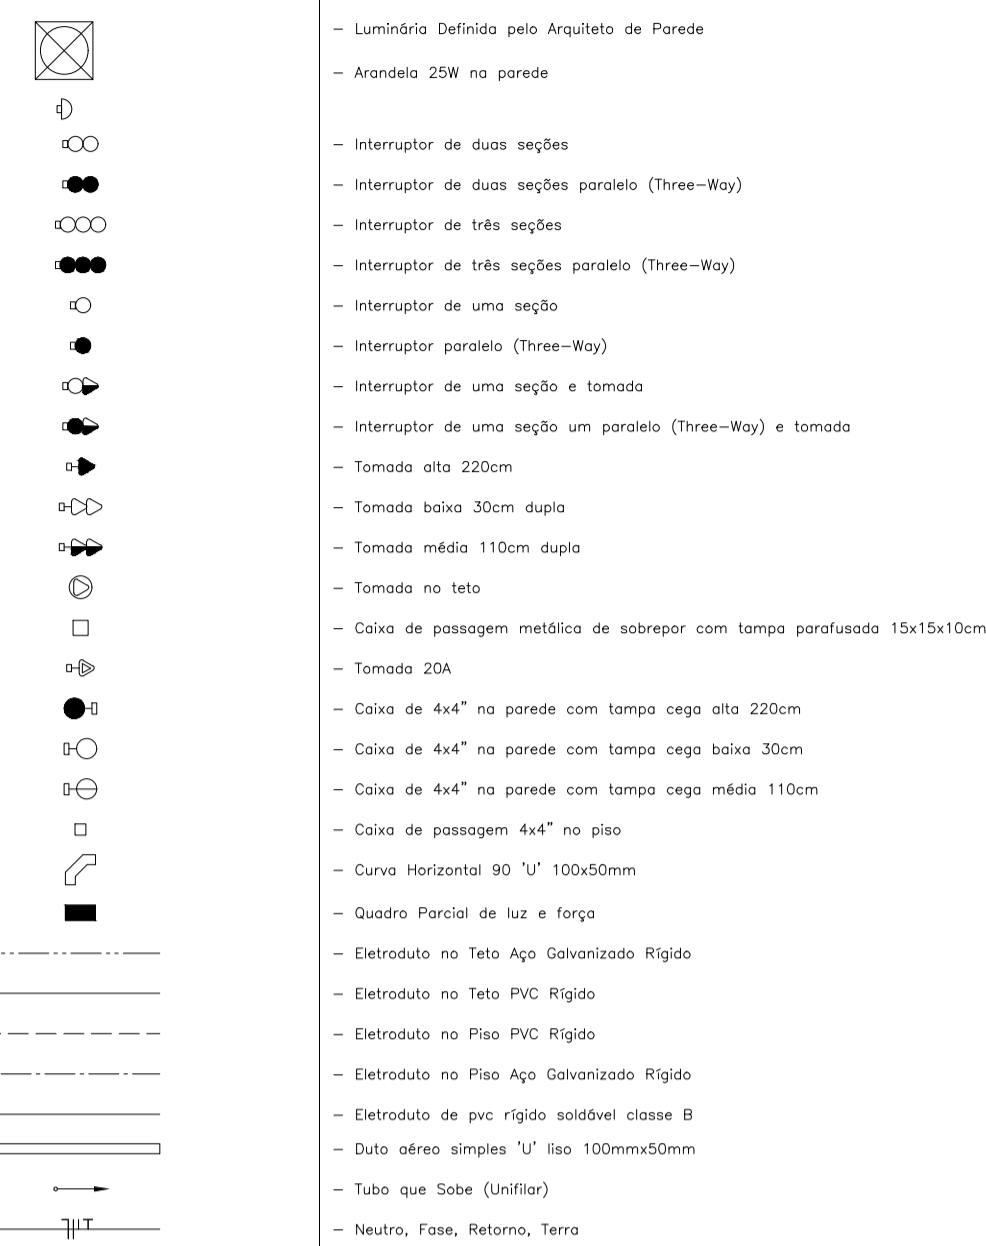 – Luminária Definida pelo Arquiteto de Parede
– Arandela 25W na parede
– Interruptor de duas seções
– Interruptor de duas seções paralelo (Three–Way)
– Interruptor de três seções
– Interruptor de três seções paralelo (Three–Way)
– Interruptor de uma seção
– Interruptor paralelo (Three–Way)
– Interruptor de uma seção e tomada
– Interruptor de uma seção um paralelo (Three–Way) e tomada
– Tomada alta 220cm
– Tomada baixa 30cm dupla
– Tomada média 110cm dupla
– Tomada no teto
– Caixa de passagem metálica de sobrepor com tampa parafusada 15x15x10cm
– Tomada 20A
– Caixa de 4x4” na parede com tampa cega alta 220cm
– Caixa de 4x4” na parede com tampa cega baixa 30cm
– Caixa de 4x4” na parede com tampa cega média 110cm
– Caixa de passagem 4x4” no piso
– Curva Horizontal 90 'U' 100x50mm
– Quadro Parcial de luz e força
– Eletroduto no Teto Aço Galvanizado Rígido
– Eletroduto no Teto PVC Rígido
– Eletroduto no Piso PVC Rígido
– Eletroduto no Piso Aço Galvanizado Rígido
– Eletroduto de pvc rígido soldável classe B
– Duto aéreo simples 'U' liso 100mmx50mm
– Tubo que Sobe (Unifilar)
– Neutro, Fase, Retorno, Terra